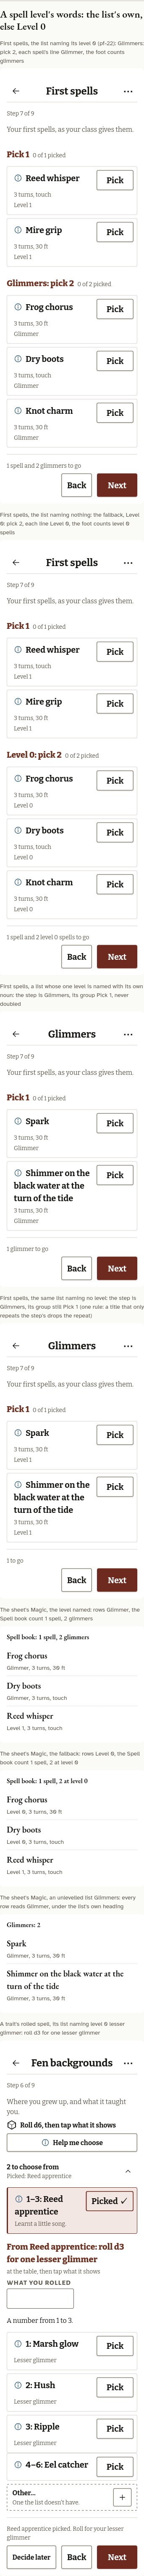 A spell level's words: the list's own,
else Level 0
First spells, the list naming its level 0 (pf-22): Glimmers:
pick 2, each spell's line Glimmer, the foot counts
glimmers
First spells
Step 7 of 9
Your first spells, as your class gives them.
Pick 1 0 of 1 picked
Reed whisper
Pick
3 turns, touch
Level 1
Mire grip
Pick
3 turns, 30 ft
Level 1
Glimmers: pick 2 0 of 2 picked
Frog chorus
Pick
3 turns, 30 ft
Glimmer
Dry boots
Pick
3 turns, touch
Glimmer
Knot charm
Pick
3 turns, 30 ft
Glimmer
1 spell and 2 glimmers to go
Back
Next
First spells, the list naming nothing: the fallback, Level
0: pick 2, each line Level 0, the foot counts level 0
spells
First spells
Step 7 of 9
Your first spells, as your class gives them.
Pick 1 0 of 1 picked
Reed whisper
Pick
3 turns, touch
Level 1
Mire grip
Pick
3 turns, 30 ft
Level 1
Level 0: pick 2 0 of 2 picked
Frog chorus
Pick
3 turns, 30 ft
Level 0
Dry boots
Pick
3 turns, touch
Level 0
Knot charm
Pick
3 turns, 30 ft
Level 0
1 spell and 2 level 0 spells to go
Back
Next
First spells, a list whose one level is named with its own
noun: the step is Glimmers, its group Pick 1, never
doubled
Glimmers
Step 7 of 9
Your first spells, as your class gives them.
Pick 1 0 of 1 picked
Spark
Pick
3 turns, 30 ft
Glimmer
Shimmer on the
black water at the
turn of the tide
Pick
3 turns, 30 ft
Glimmer
1 glimmer to go
Back
Next
First spells, the same list naming no level: the step is
Glimmers, its group still Pick 1 (one rule: a title that only
repeats the step's drops the repeat)
Glimmers
Step 7 of 9
Your first spells, as your class gives them.
Pick 1 0 of 1 picked
Spark
Pick
3 turns, 30 ft
Level 1
Shimmer on the
black water at the
turn of the tide
Pick
3 turns, 30 ft
Level 1
1 to go
Back
Next
The sheet's Magic, the level named: rows Glimmer, the
Spell book count 1 spell, 2 glimmers
Spell book: 1 spell, 2 glimmers
Frog chorus
Glimmer, 3 turns, 30 ft
Dry boots
Glimmer, 3 turns, touch
Reed whisper
Level 1, 3 turns, touch
The sheet's Magic, the fallback: rows Level 0, the Spell
book count 1 spell, 2 at level 0
Spell book: 1 spell, 2 at level 0
Frog chorus
Level 0, 3 turns, 30 ft
Dry boots
Level 0, 3 turns, touch
Reed whisper
Level 1, 3 turns, touch
The sheet's Magic, an unlevelled list Glimmers: every
row reads Glimmer, under the list's own heading
Glimmers: 2
Spark
Glimmer, 3 turns, 30 ft
Shimmer on the black water at the
turn of the tide
Glimmer, 3 turns, 30 ft
A trait's rolled spell, its list naming level 0 lesser
glimmer: roll d3 for one lesser glimmer
Fen backgrounds
Step 6 of 9
Where you grew up, and what it taught
you.
Roll d6, then tap what it shows
Help me choose
2 to choose from
Picked: Reed apprentice
1–3: Reed
apprentice
Picked ✓
Learnt a little song.
From Reed apprentice: roll d3
for one lesser glimmer
at the table, then tap what it shows
WHAT YOU ROLLED
A number from 1 to 3.
1: Marsh glow
Pick
Lesser glimmer
2: Hush
Pick
Lesser glimmer
3: Ripple
Pick
Lesser glimmer
4–6: Eel catcher
Pick
Other...
One the list doesn't have.
Reed apprentice picked. Roll for your lesser
glimmer
Decide later
Back
Next